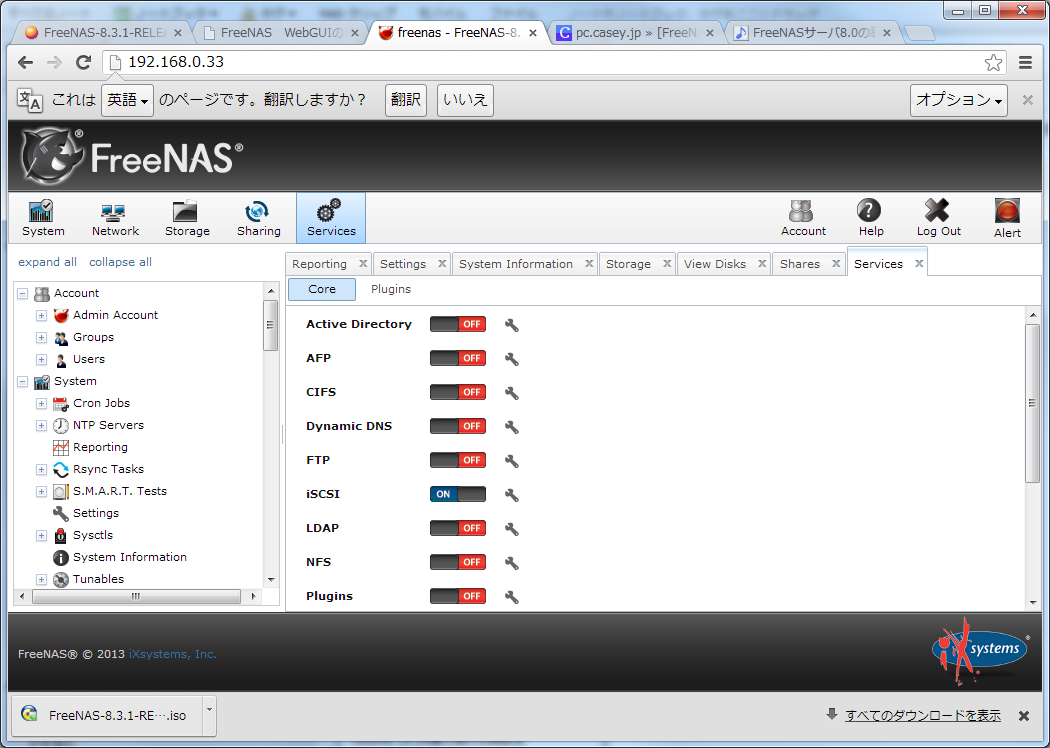 FreeNAS-8.3.1-RELEA
FreeNAS WebGUIの
freenas - FreeNAS-8.
pc.casey.jp » [FreeN
FreeNASサーバ8.0の
192.168.0.33
これは 英語 のページです。翻訳しますか？ 翻訳 いいえ オプション
FreeNAS®
System Network Storage Sharing Services Account Help Log Out Alert
expand all collapse all
Reporting Settings System Information Storage View Disks Shares Services
Core Plugins
Account
Admin Account
Groups
Users
System
Cron Jobs
NTP Servers
Reporting
Rsync Tasks
S.M.A.R.T. Tests
Settings
Sysctls
System Information
Tunables
Active Directory OFF
AFP OFF
CIFS OFF
Dynamic DNS OFF
FTP OFF
iSCSI ON
LDAP OFF
NFS OFF
Plugins OFF
FreeNAS® © 2013 iXsystems, Inc.
iXsystems®
FreeNAS-8.3.1-RE….iso
すべてのダウンロードを表示